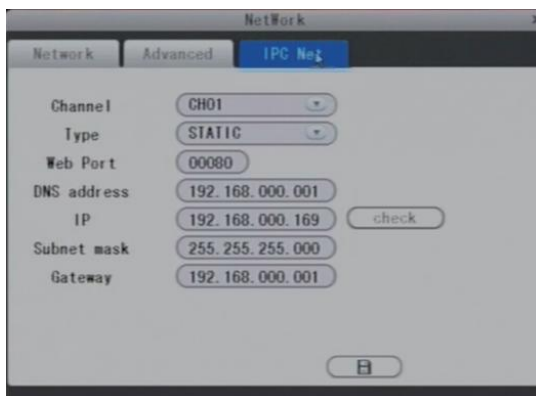 NetWork
Network Advanced IPC Net
Channel CH01
Type STATIC
Web Port 00080
DNS address 192.168.000.001
IP 192.168.000.169 check
Subnet mask 255.255.255.000
Gateway 192.168.000.001